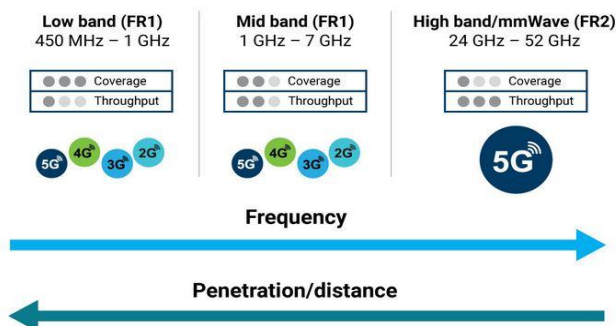 Low band (FR1)
450 MHz – 1 GHz
Coverage
Throughput
5G
4G
3G
2G
Mid band (FR1)
1 GHz – 7 GHz
Coverage
Throughput
5G
4G
3G
2G
High band/mmWave (FR2)
24 GHz – 52 GHz
Coverage
Throughput
5G
Frequency
Penetration/distance